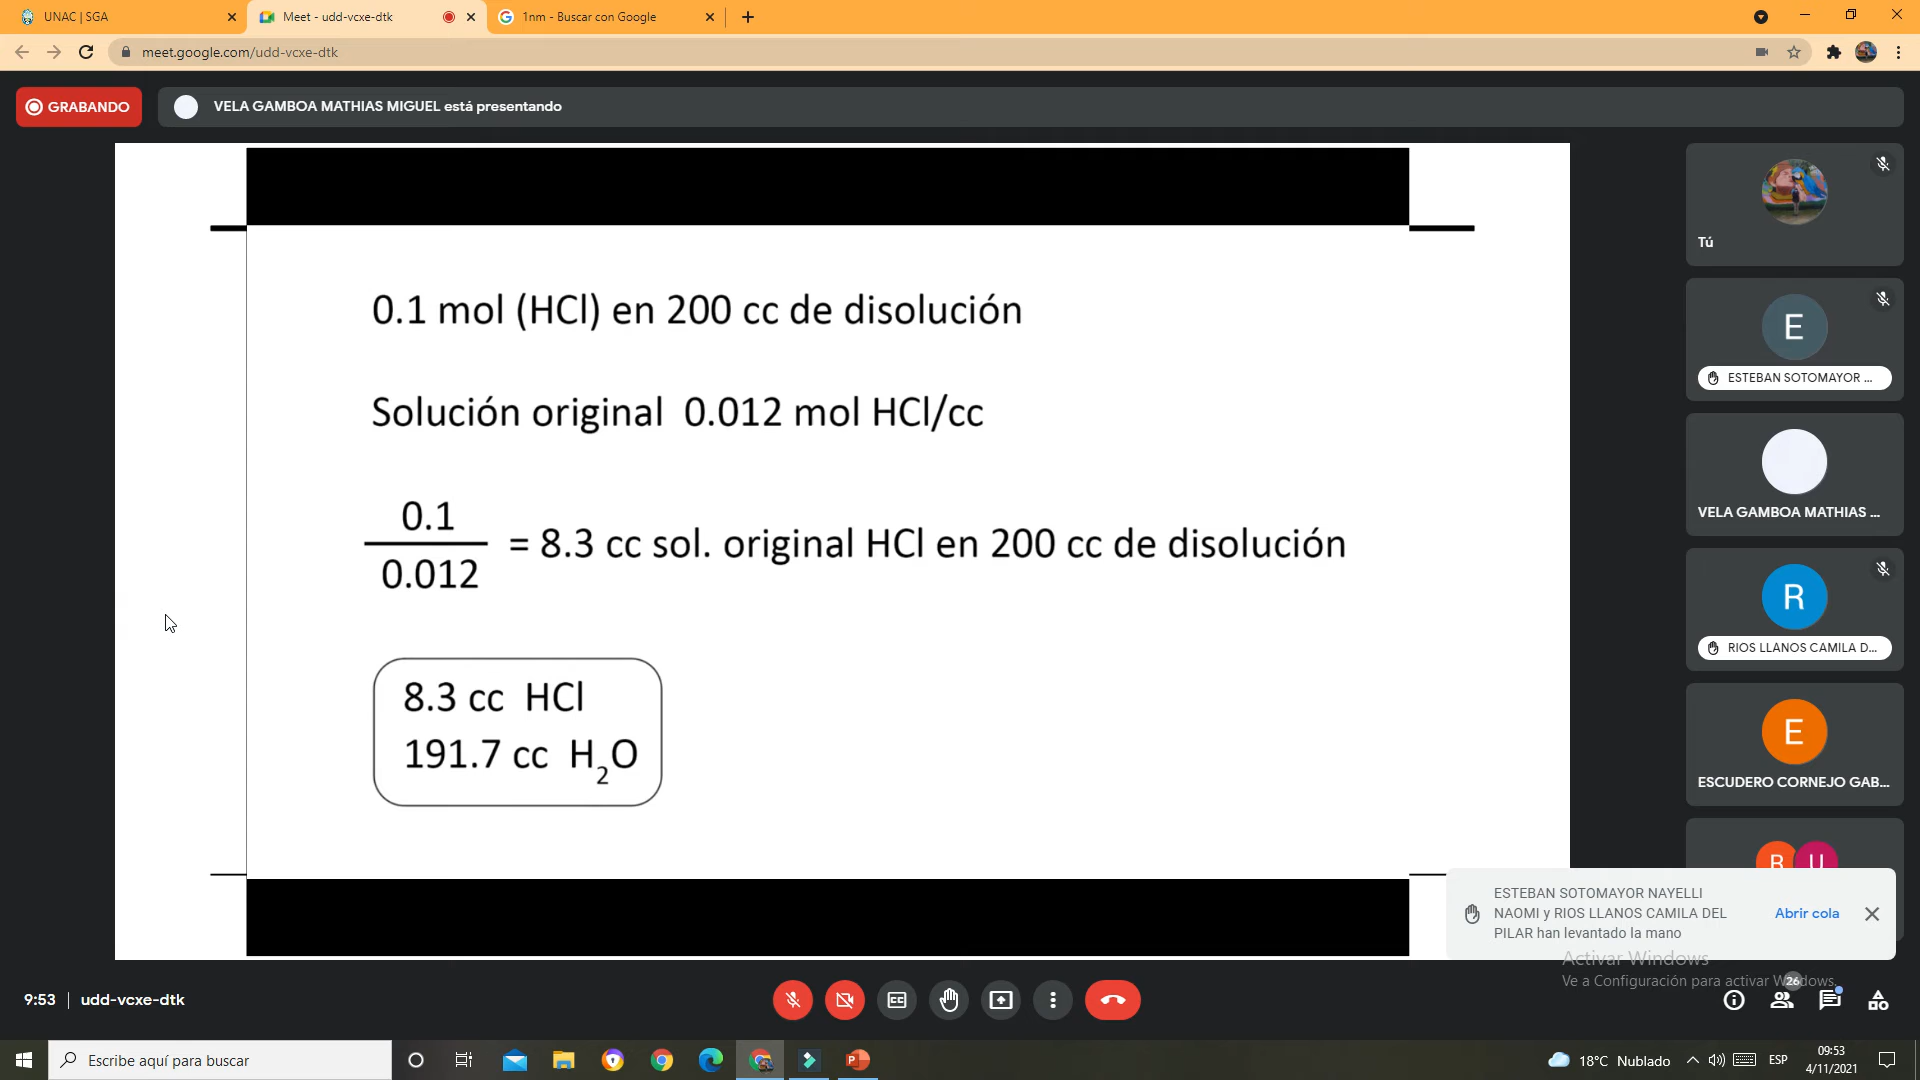 UNAC | SGA
Meet - udd-vcxe-dtk
1nm - Buscar con Google
meet.google.com/udd-vcxe-dtk
GRABANDO
VELA GAMBOA MATHIAS MIGUEL está presentando
0.1 mol (HCl) en 200 cc de disolución
Solución original 0.012 mol HCl/cc
0.1
0.012
= 8.3 cc sol. original HCl en 200 cc de disolución
8.3 cc HCl
191.7 cc H2O
Tú
E
ESTEBAN SOTOMAYOR ...
VELA GAMBOA MATHIAS ...
R
RIOS LLANOS CAMILA D...
E
ESCUDERO CORNEJO GAB...
R
U
ESTEBAN SOTOMAYOR NAYELLI
NAOMI y RIOS LLANOS CAMILA DEL
PILAR han levantado la mano
Abrir cola
Activar Windows
Ve a Configuración para activar Windows.
26
9:53 | udd-vcxe-dtk
Escribe aquí para buscar
18°C Nublado
ESP
09:53
4/11/2021